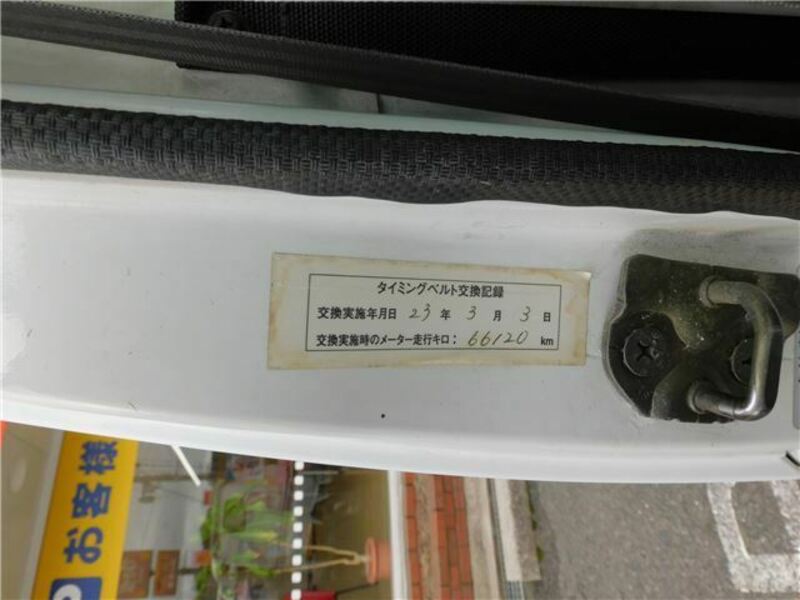 タイミングベルト交換記録
交換実施年月日 23 年 3 月 3 日
交換実施時のメーター走行キロ: 66120 km
お客様
P